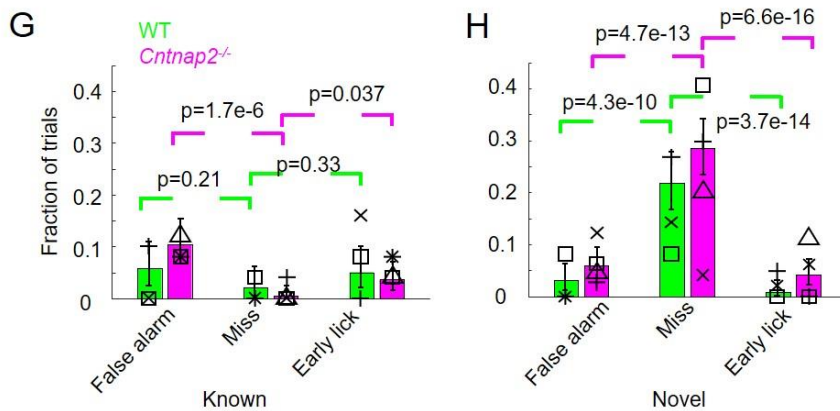 G
WT
Cntnap2-/-
Fraction of trials
0.4
0.3
0.2
0.1
0
p=1.7e-6
p=0.037
p=0.21
p=0.33
False alarm
Miss
Early lick
Known
H
p=4.7e-13
p=6.6e-16
p=4.3e-10
p=3.7e-14
0.4
0.3
0.2
0.1
0
False alarm
Miss
Early lick
Novel